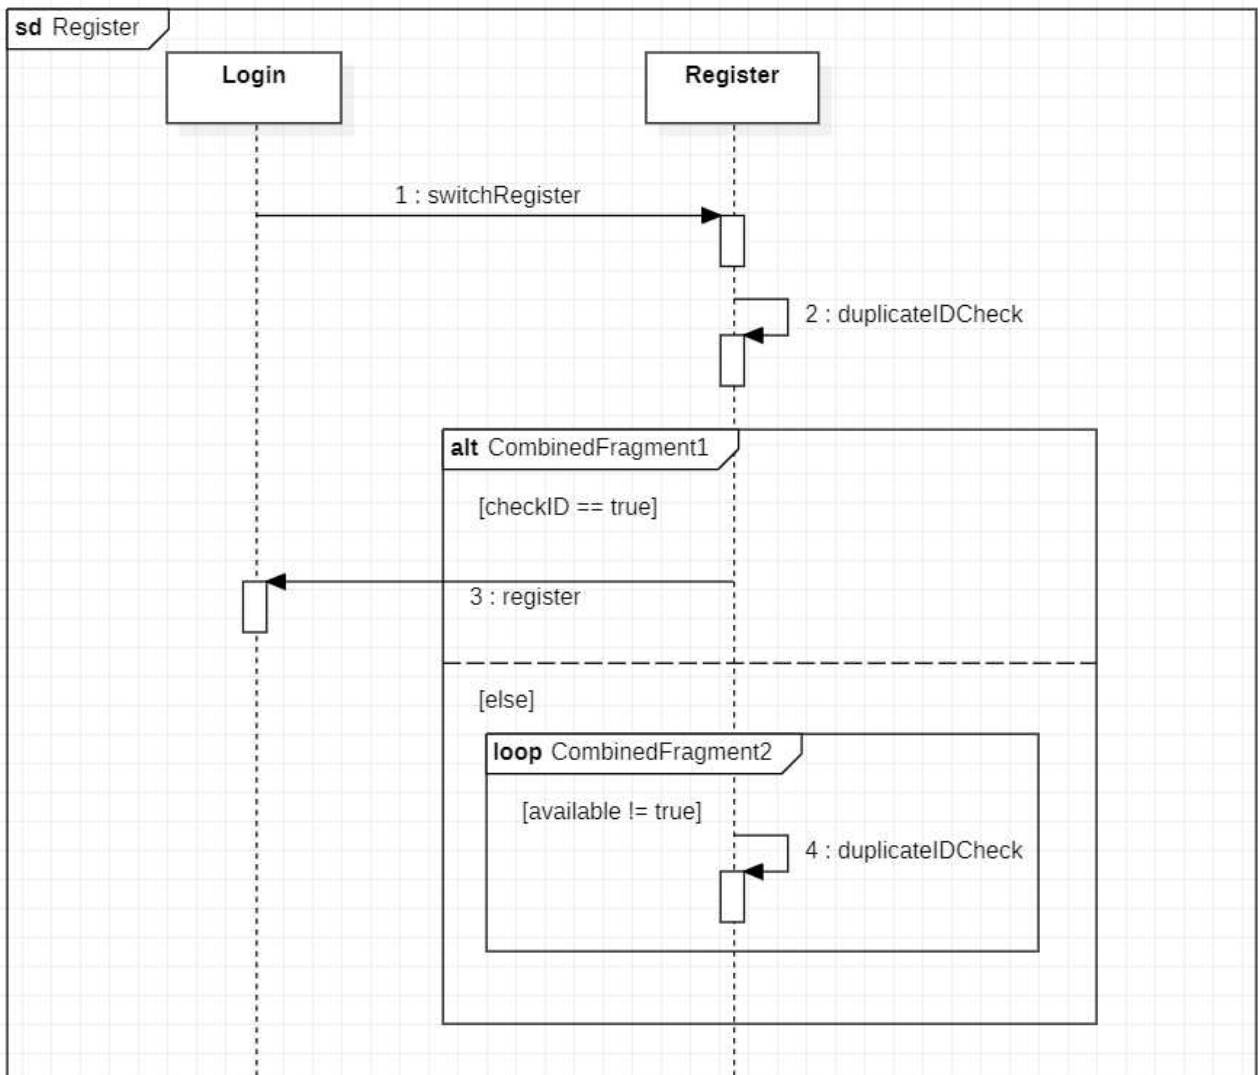 sd Register
Login
Register
1 : switchRegister
2 : duplicateIDCheck
alt CombinedFragment1
[checkID == true]
3 : register
[else]
loop CombinedFragment2
[available != true]
4 : duplicateIDCheck